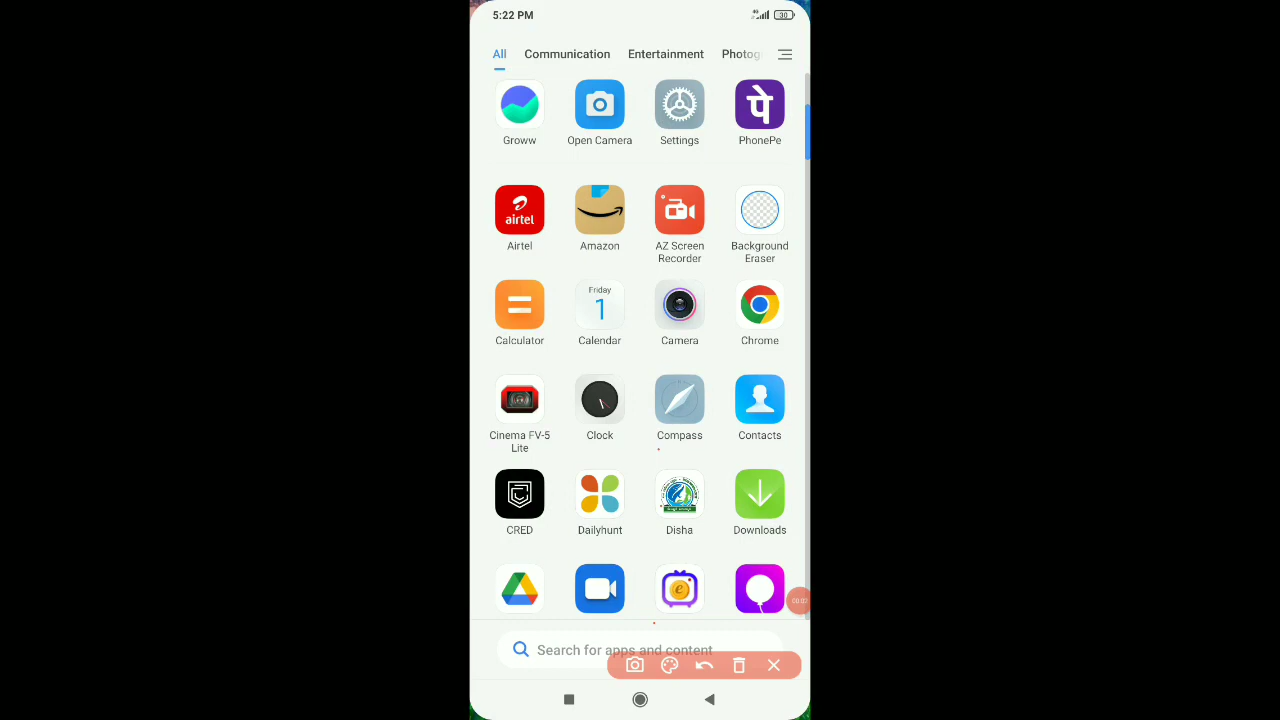 5:22 PM
4G
30
All Communication Entertainment Photog
पे
Groww Open Camera Settings PhonePe
airtel
Airtel Amazon AZ Screen Recorder Background Eraser
Friday
1
Calculator Calendar Camera Chrome
Cinema FV-5 Lite Clock Compass Contacts
CRED Dailyhunt Disha Downloads
e
Search for apps and content